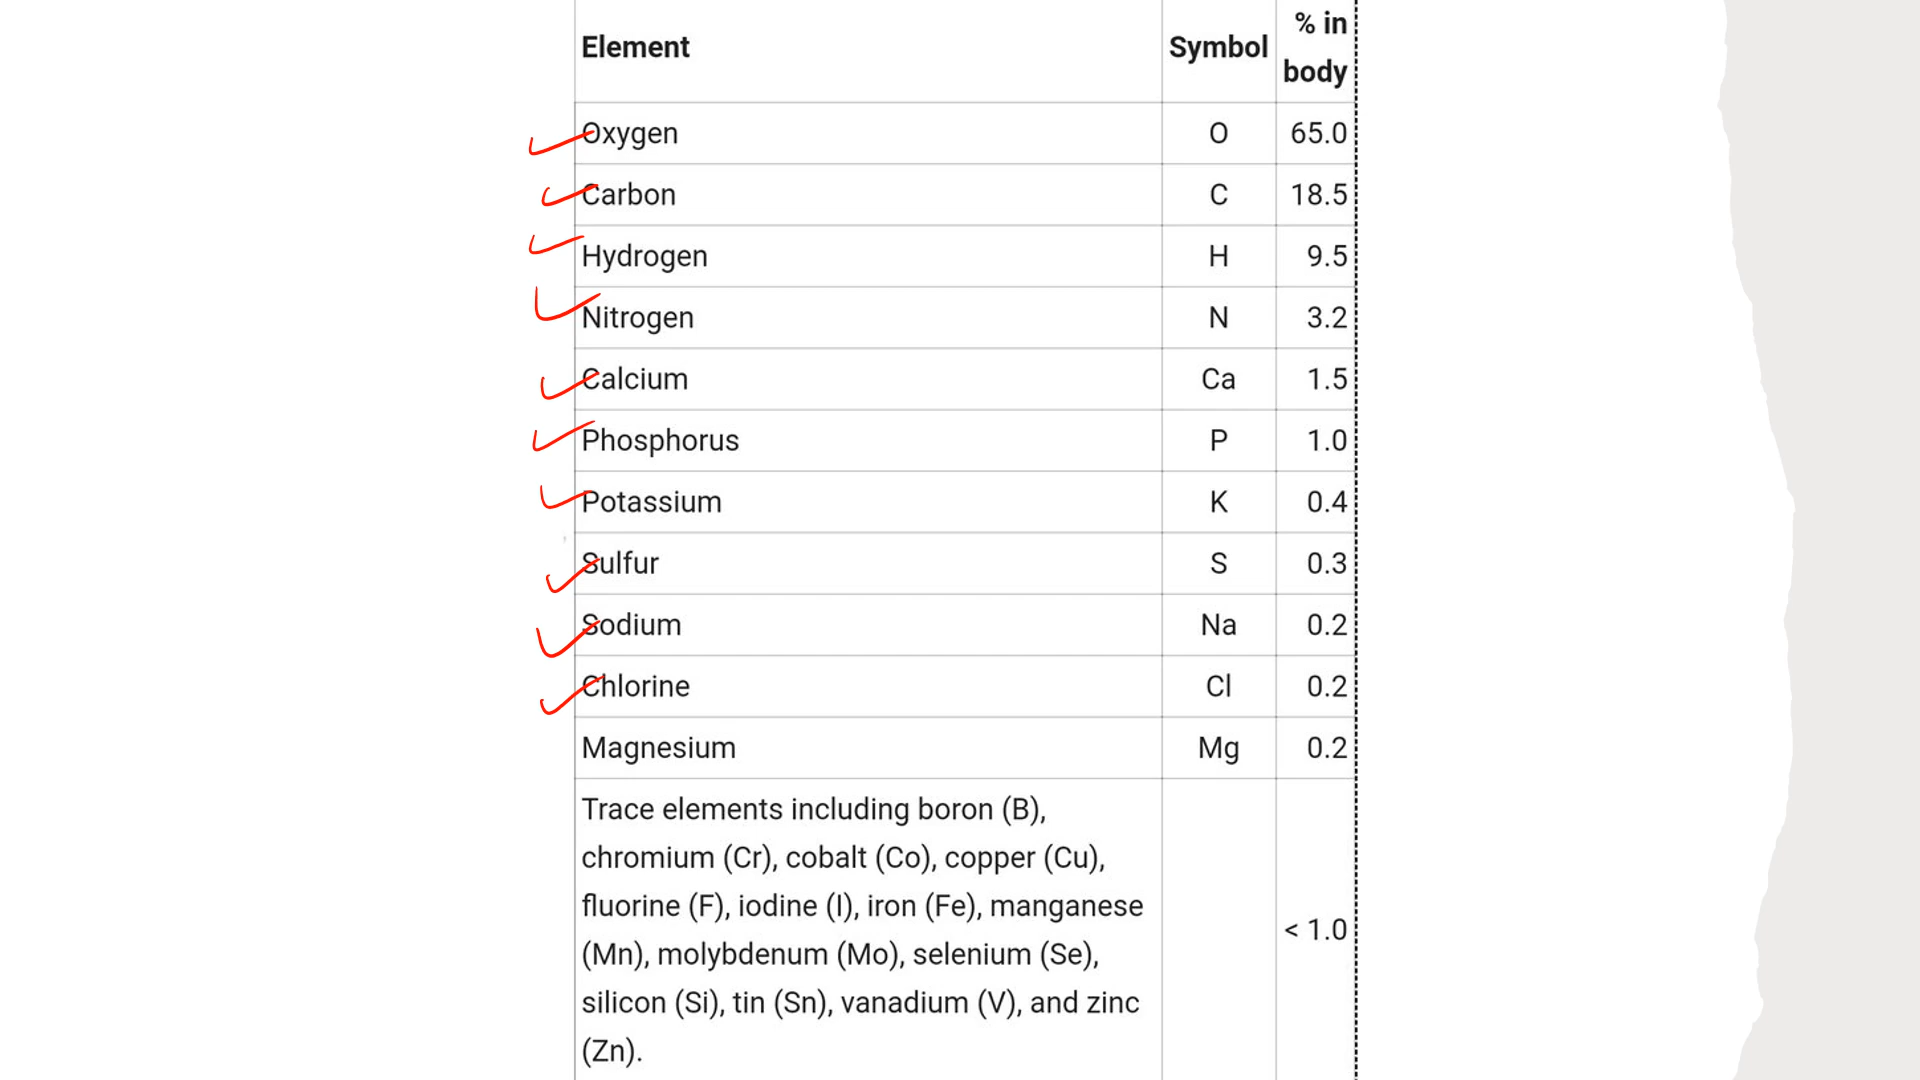 Element Symbol % in body
Oxygen O 65.0
Carbon C 18.5
Hydrogen H 9.5
Nitrogen N 3.2
Calcium Ca 1.5
Phosphorus P 1.0
Potassium K 0.4
Sulfur S 0.3
Sodium Na 0.2
Chlorine Cl 0.2
Magnesium Mg 0.2
Trace elements including boron (B),
chromium (Cr), cobalt (Co), copper (Cu),
fluorine (F), iodine (I), iron (Fe), manganese
(Mn), molybdenum (Mo), selenium (Se),
silicon (Si), tin (Sn), vanadium (V), and zinc
(Zn).
< 1.0